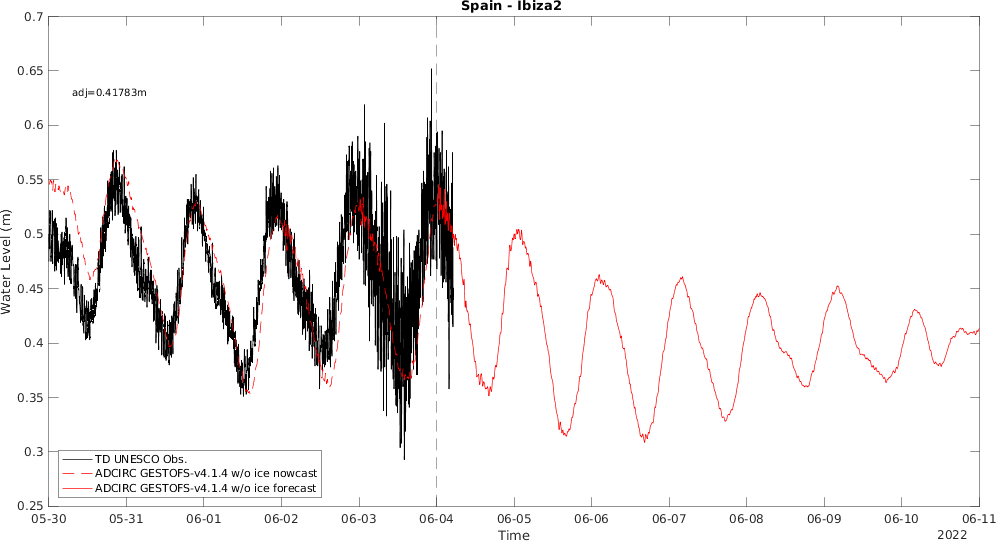 Spain - Ibiza2
0.7
0.65
0.6
0.55
0.5
0.45
0.4
0.35
0.3
0.25
Water Level (m)
adj=0.41783m
TD UNESCO Obs.
ADCIRC GESTOFS-v4.1.4 w/o ice nowcast
ADCIRC GESTOFS-v4.1.4 w/o ice forecast
05-30 05-31 06-01 06-02 06-03 06-04 06-05 06-06 06-07 06-08 06-09 06-10 06-11
Time
2022